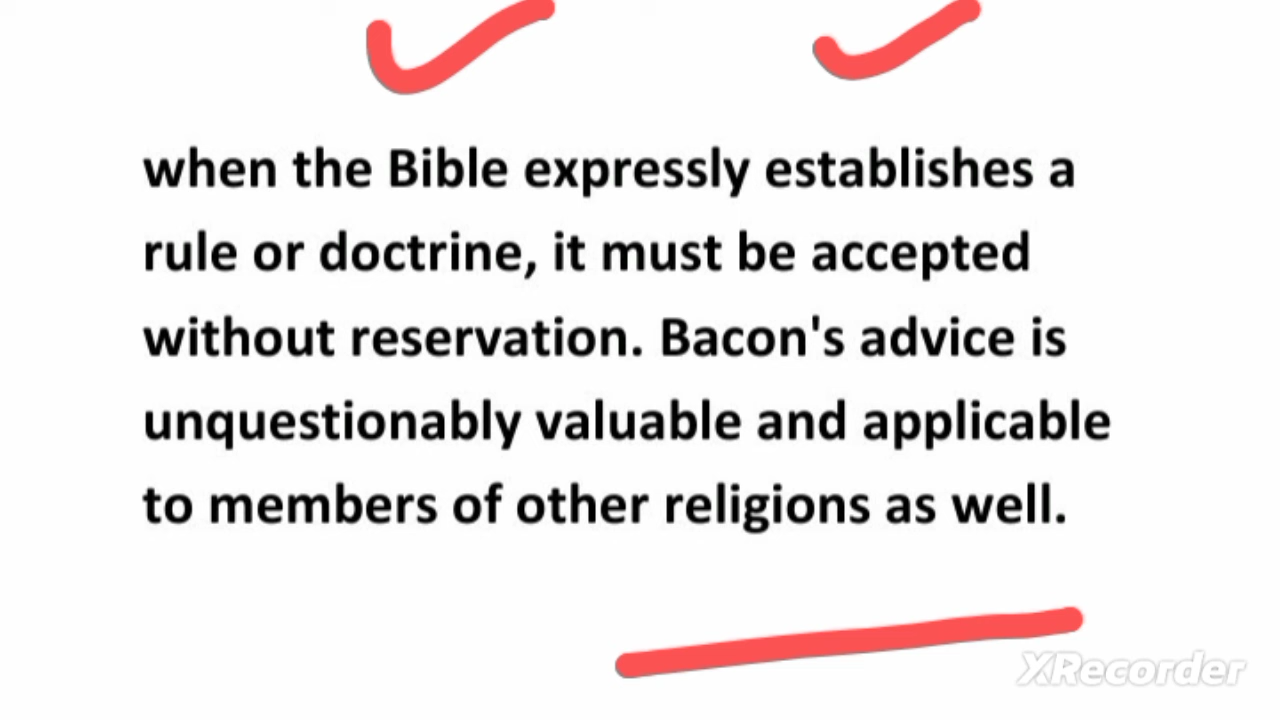 when the Bible expressly establishes a
rule or doctrine, it must be accepted
without reservation. Bacon's advice is
unquestionably valuable and applicable
to members of other religions as well.
XRecorder